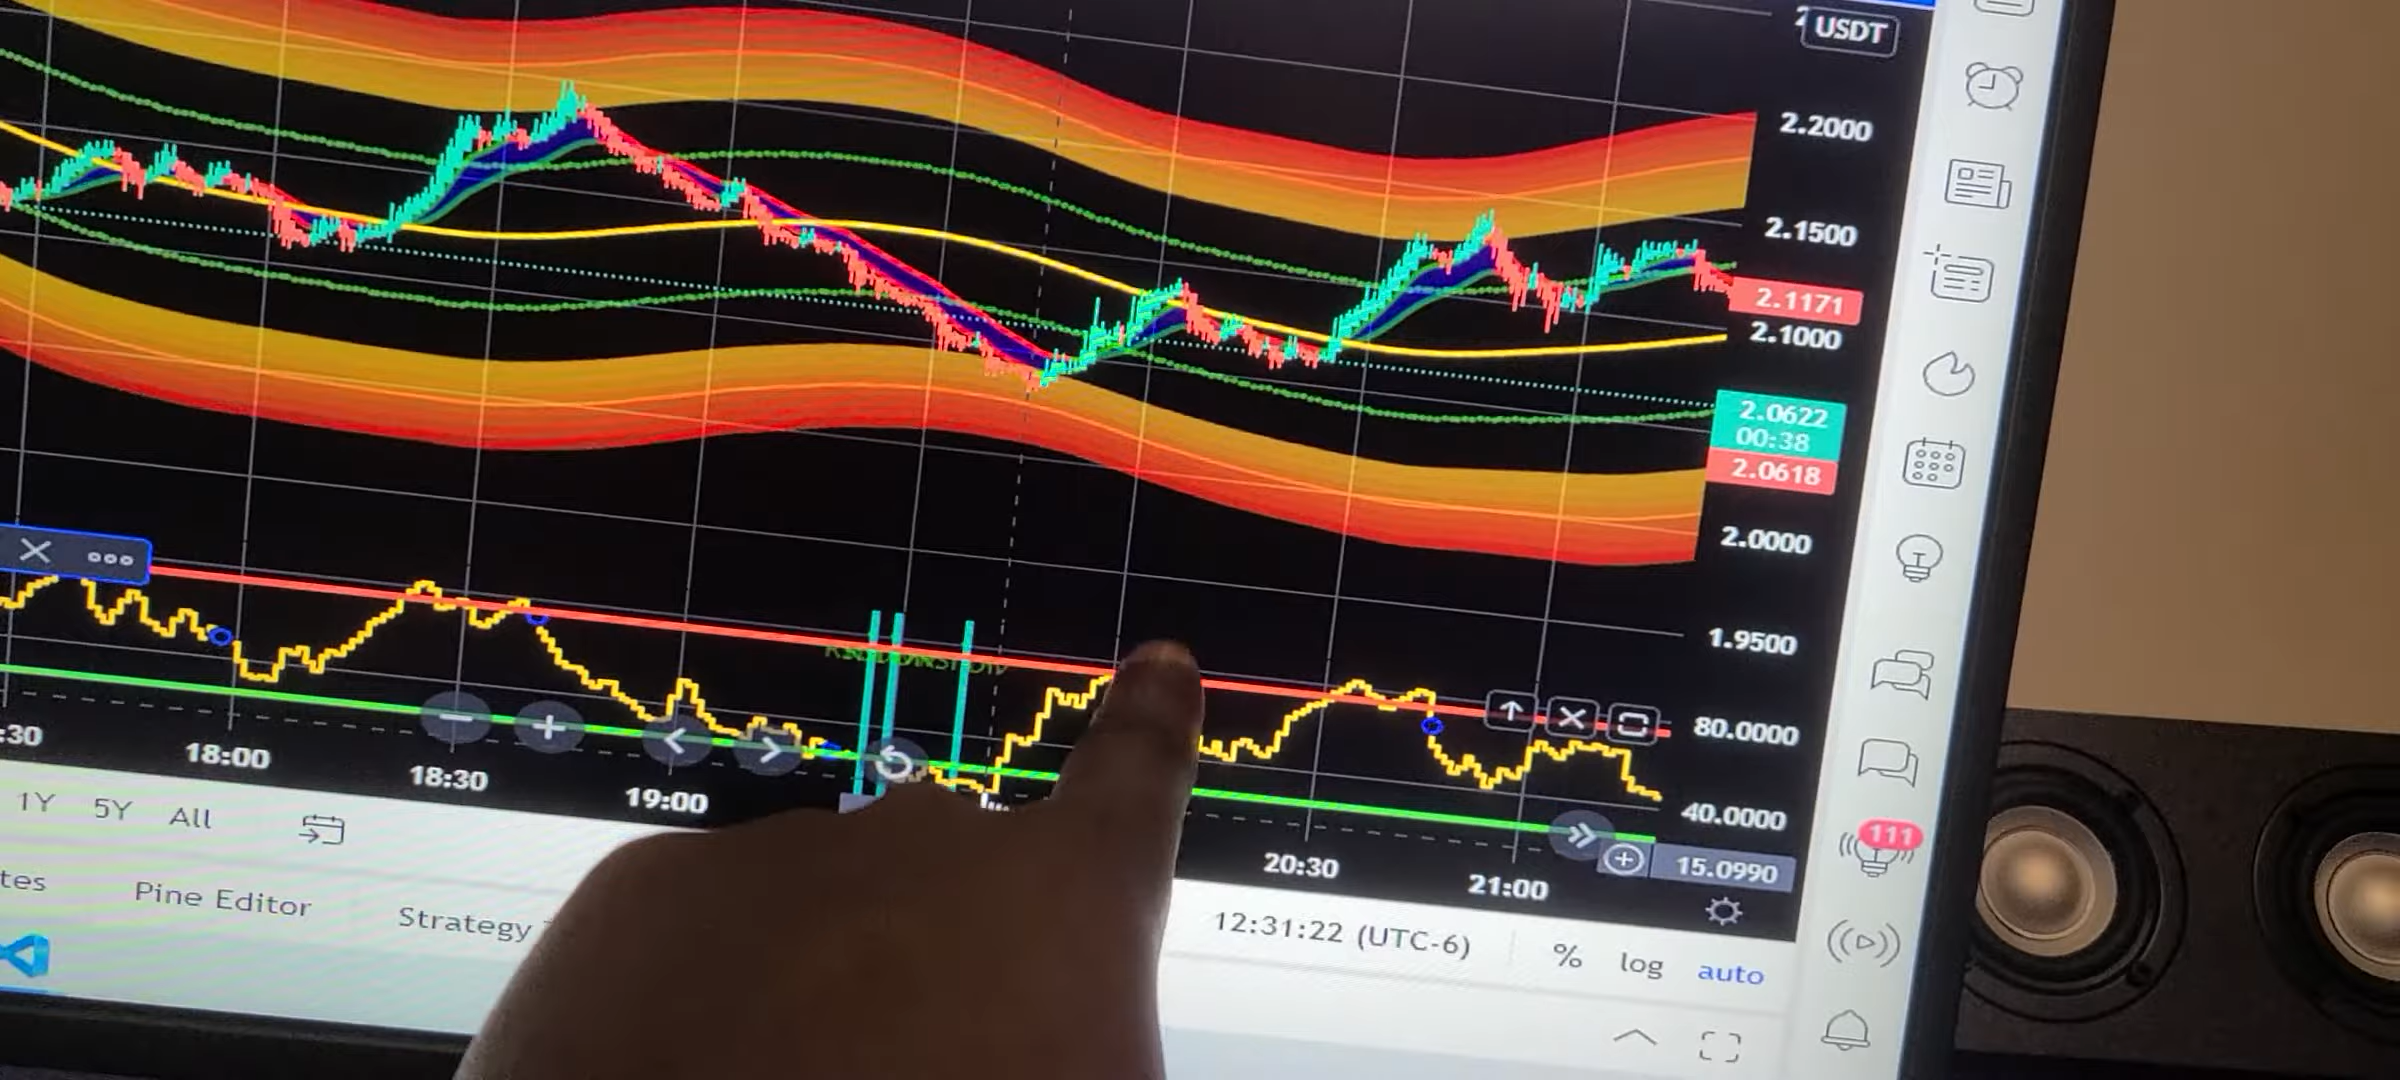 USDT
2.2000
2.1500
2.1171
2.1000
2.0622
00:38
2.0618
2.0000
1.9500
80.0000
40.0000
15.0990
:30
18:00
18:30
19:00
20:30
21:00
1Y 5Y All
12:31:22 (UTC-6)
% log auto
tes
Pine Editor
Strategy
111